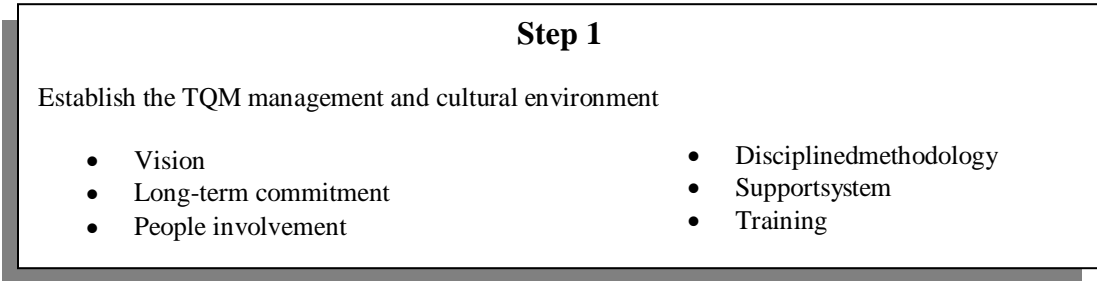 Step 1
Establish the TQM management and cultural environment
• Vision
• Long-term commitment
• People involvement
• Disciplinedmethodology
• Supportsystem
• Training